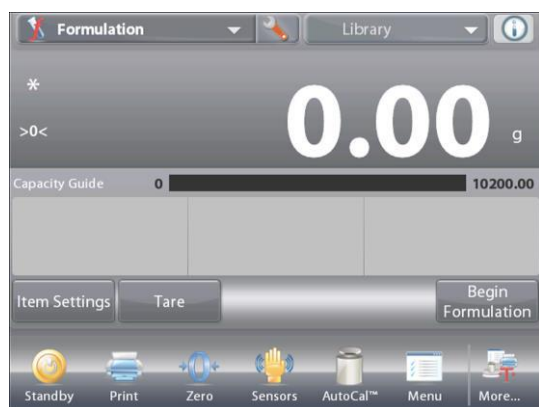 Formulation
Library
*
>0<
0.00 g
Capacity Guide 0 10200.00
Item Settings
Tare
Begin
Formulation
Standby Print Zero Sensors AutoCal™ Menu More...